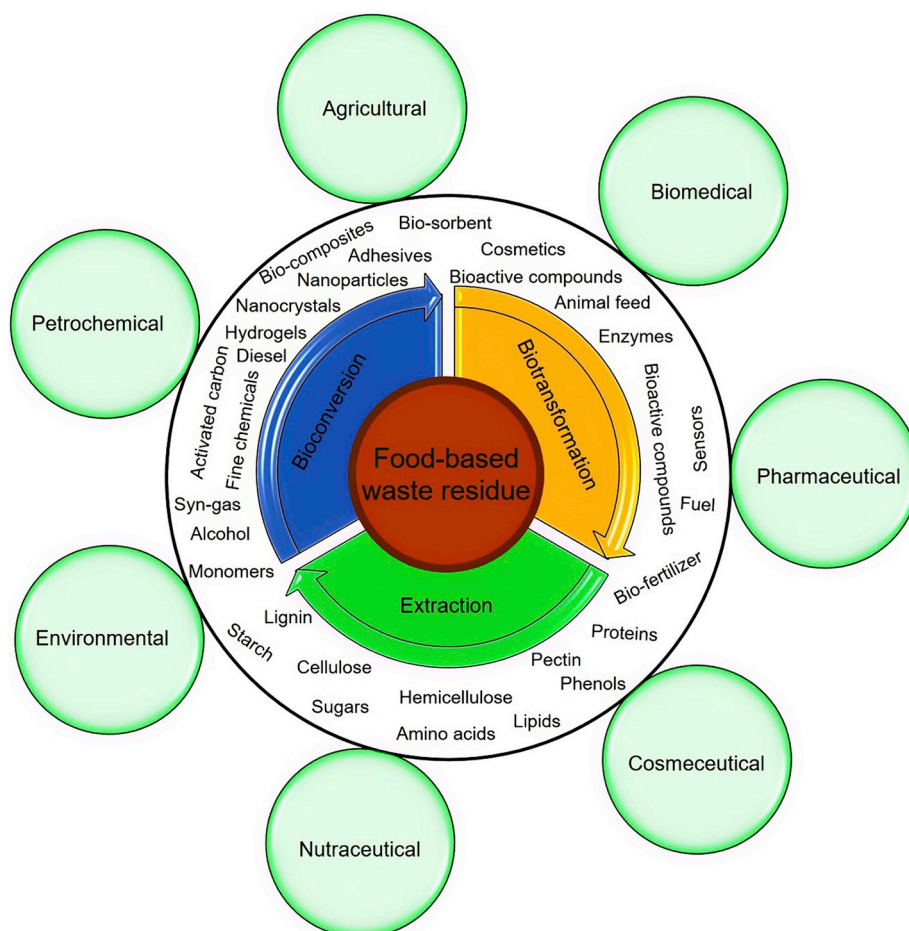 Agricultural
Biomedical
Bio-sorbent
Bio-composites
Cosmetics
Adhesives
Nanoparticles
Bioactive compounds
Nanocrystals
Animal feed
Petrochemical
Hydrogels
Enzymes
Diesel
Activated carbon
Fine chemicals
Bioconversion
Biotransformation
Bioactive compounds
Sensors
Food-based
waste residue
Pharmaceutical
Syn-gas
Fuel
Alcohol
Monomers
Bio-fertilizer
Extraction
Lignin
Environmental
Starch
Proteins
Cellulose
Pectin
Phenols
Sugars
Hemicellulose
Lipids
Amino acids
Cosmeceutical
Nutraceutical